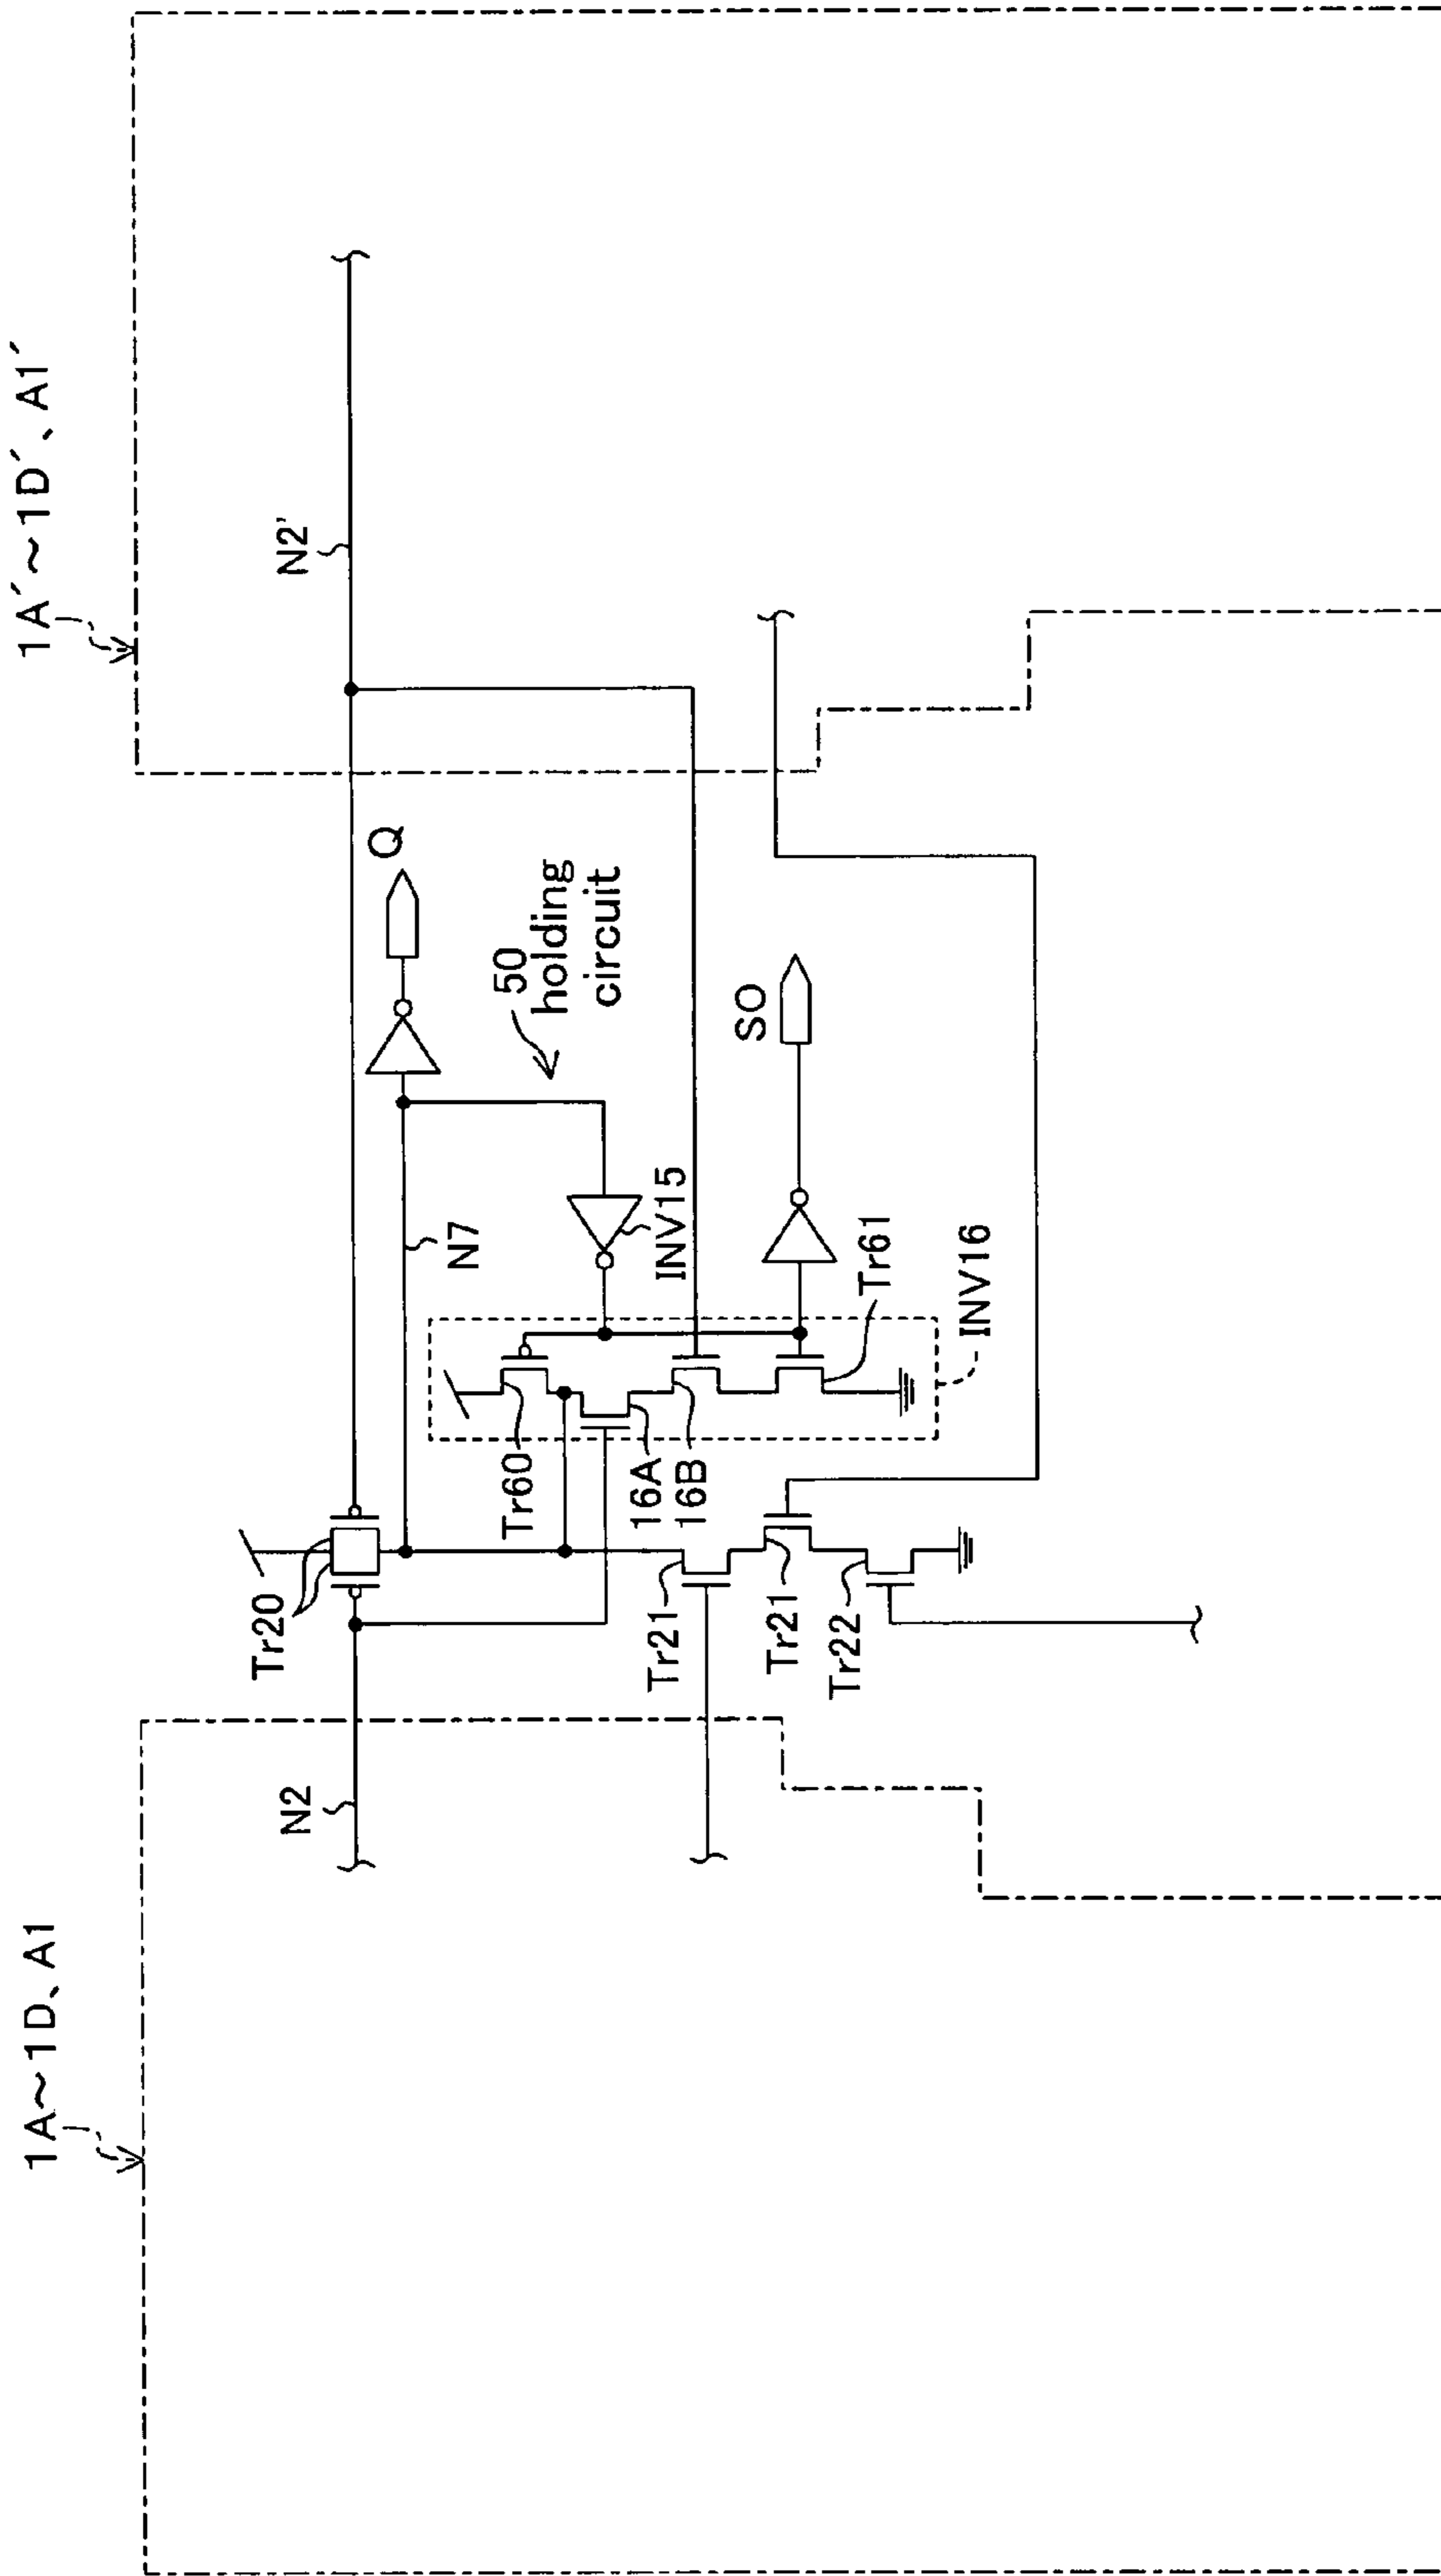 1A~1D、A1
1A´~1D´、A1´
N2
N2'
Tr20
Q
N7
50
holding
circuit
Tr60
INV15
16A
16B
Tr21
Tr21
Tr22
SO
Tr61
INV16